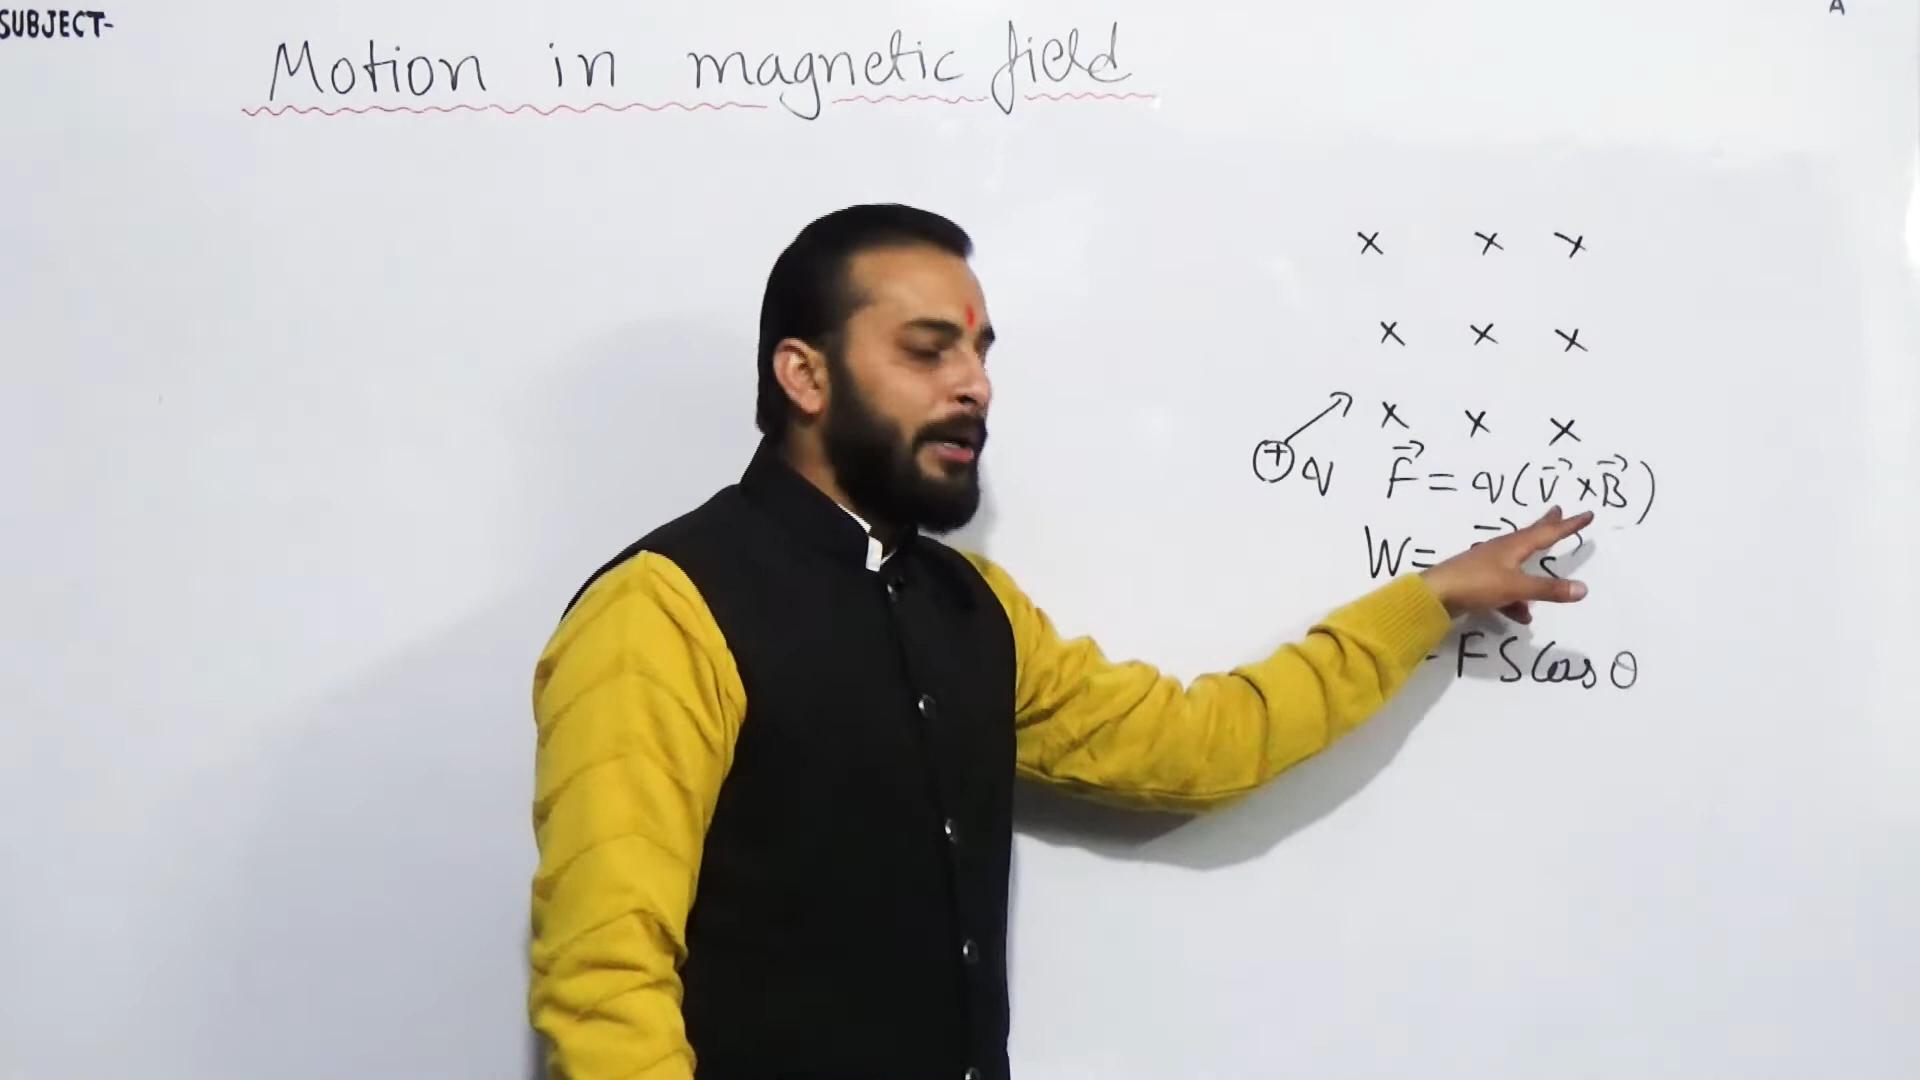 SUBJECT-
A
Motion in magnetic field
x x x
x x x
x x x
+ q F⃗ = q(v⃗ × B⃗)
W= S⃗
FS Cos θ